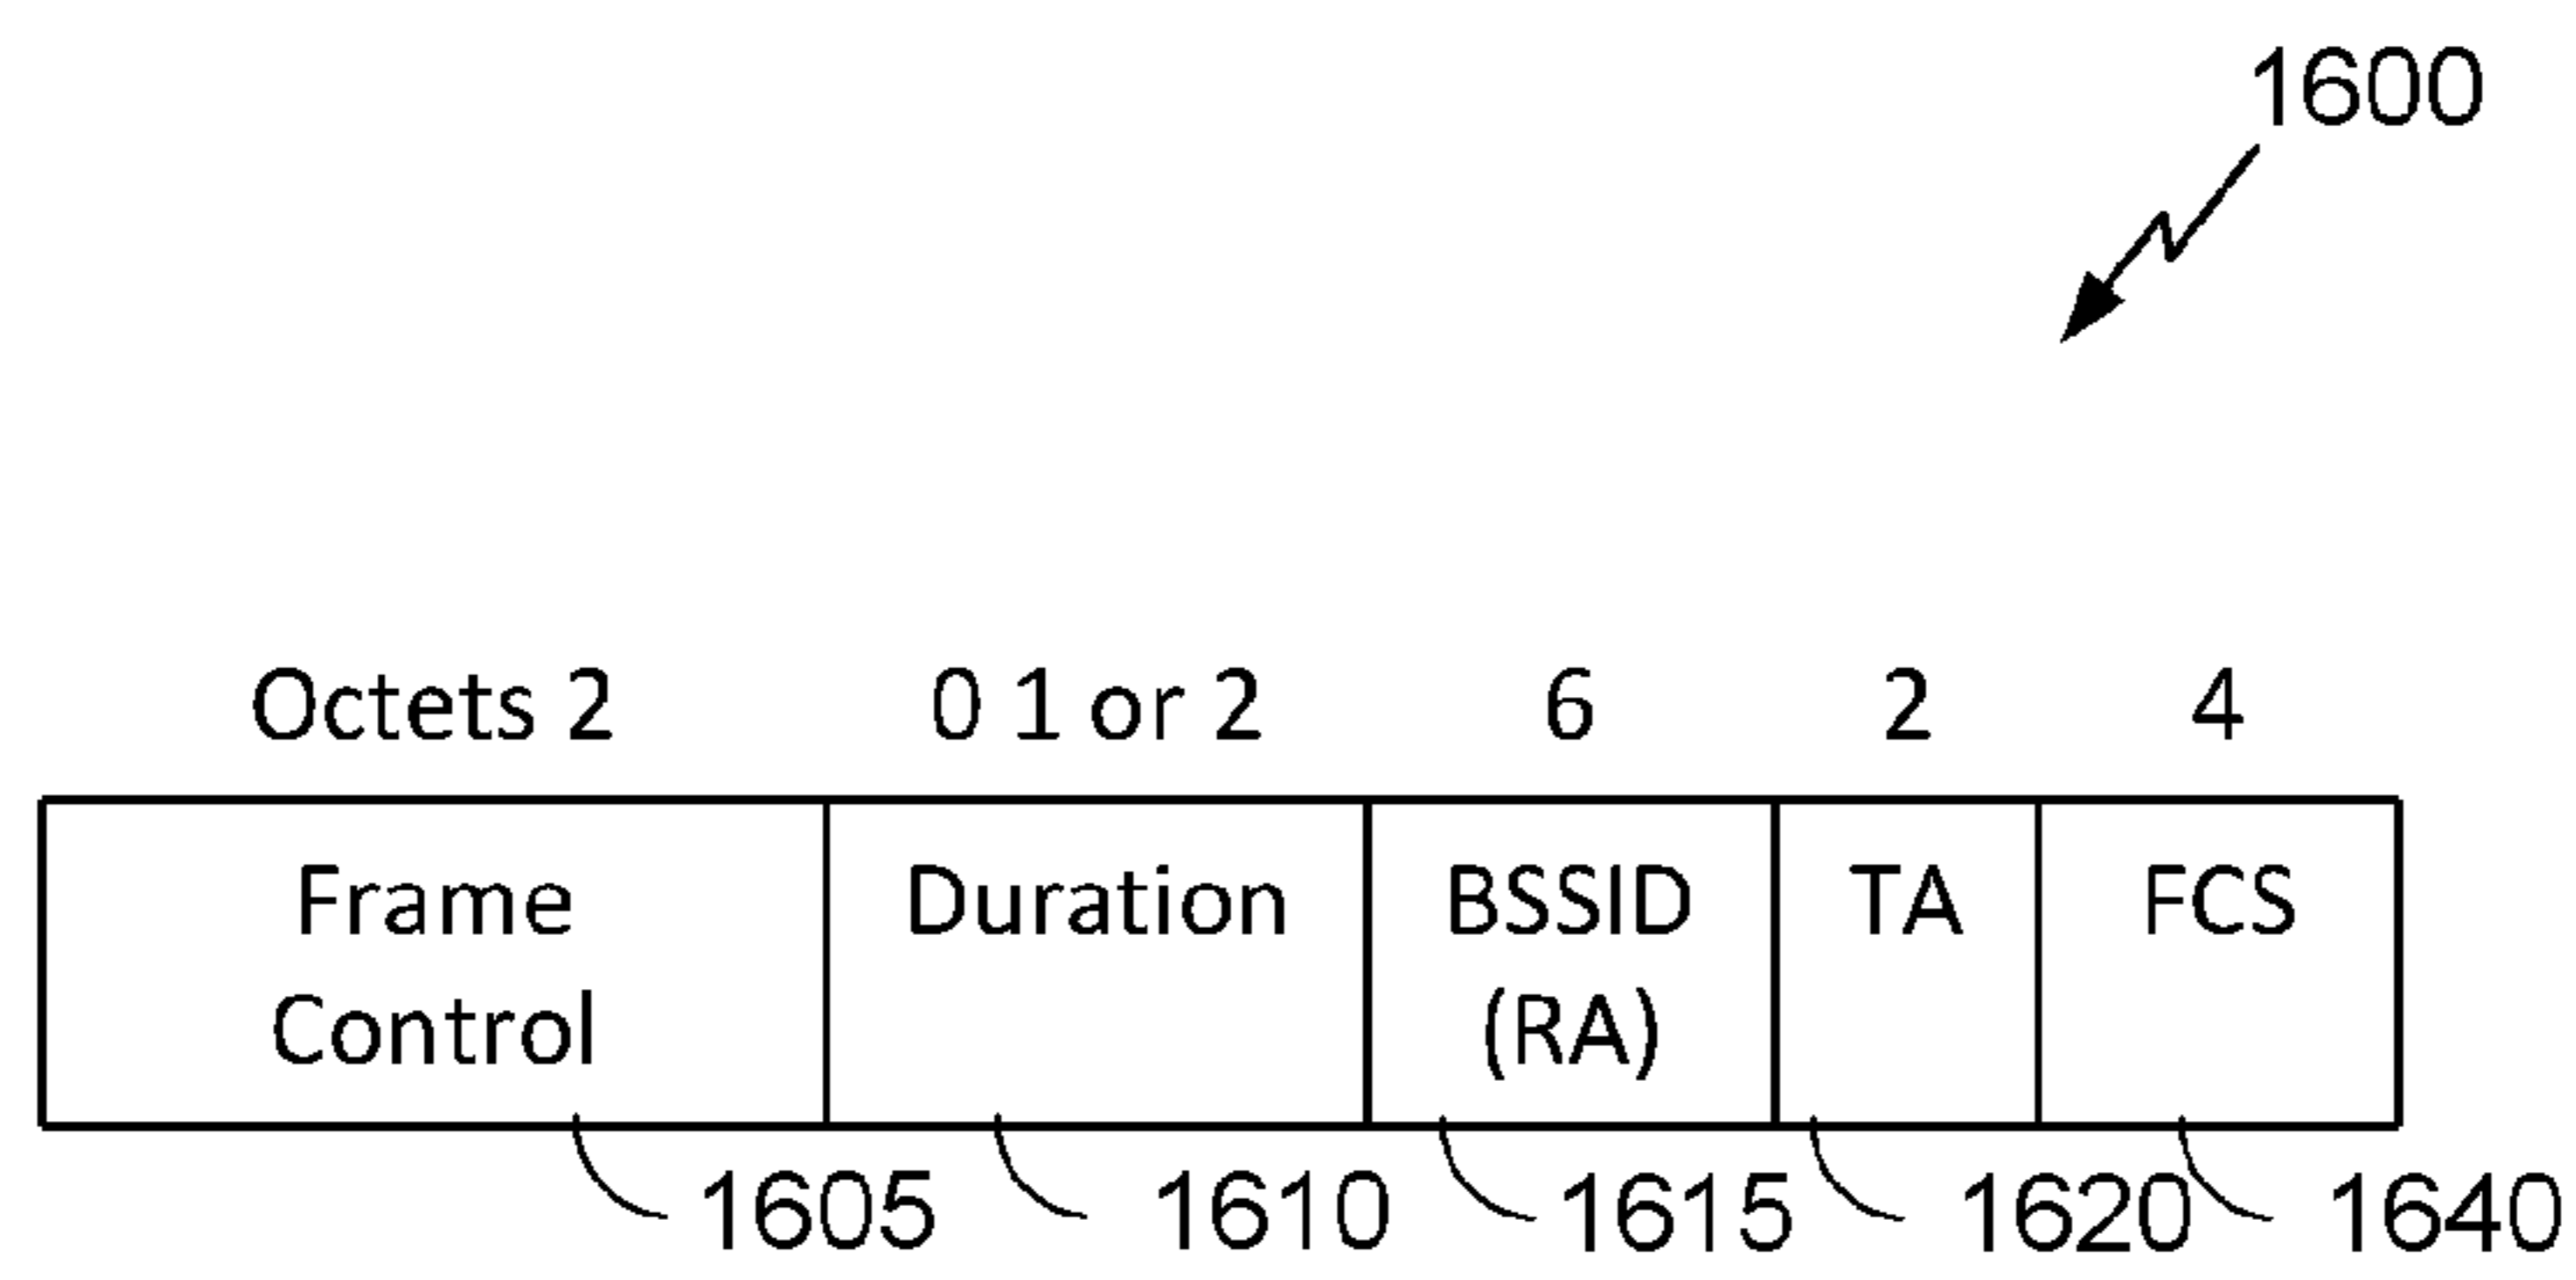 1600
Octets 2 0 1 or 2 6 2 4
Frame Control Duration BSSID (RA) TA FCS
1605 1610 1615 1620 1640